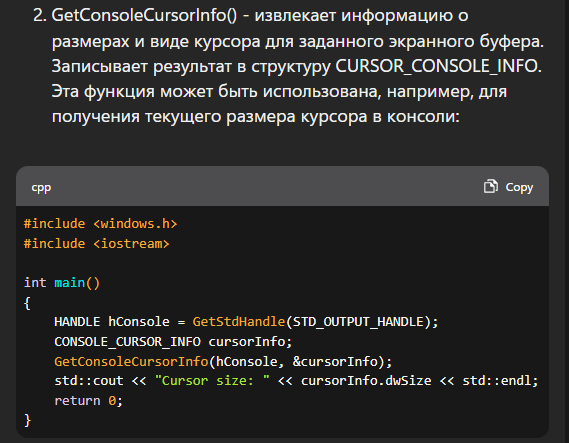 2. GetConsoleCursorInfo() - извлекает информацию о
размерах и виде курсора для заданного экранного буфера.
Записывает результат в структуру CURSOR_CONSOLE_INFO.
Эта функция может быть использована, например, для
получения текущего размера курсора в консоли:
cpp Copy
#include <windows.h>
#include <iostream>
int main()
{
    HANDLE hConsole = GetStdHandle(STD_OUTPUT_HANDLE);
    CONSOLE_CURSOR_INFO cursorInfo;
    GetConsoleCursorInfo(hConsole, &cursorInfo);
    std::cout << "Cursor size: " << cursorInfo.dwSize << std::endl;
    return 0;
}